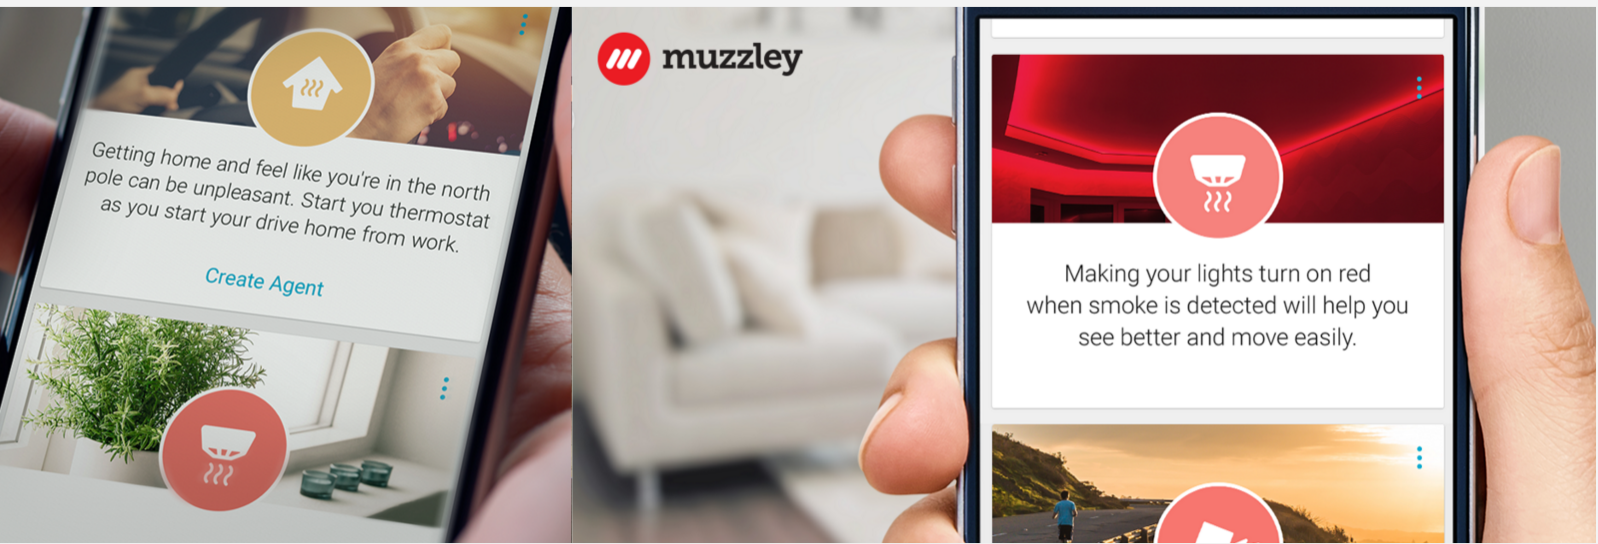 Getting home and feel like you're in the north
pole can be unpleasant. Start you thermostat
as you start your drive home from work.
Create Agent
muzzley
Making your lights turn on red
when smoke is detected will help you
see better and move easily.